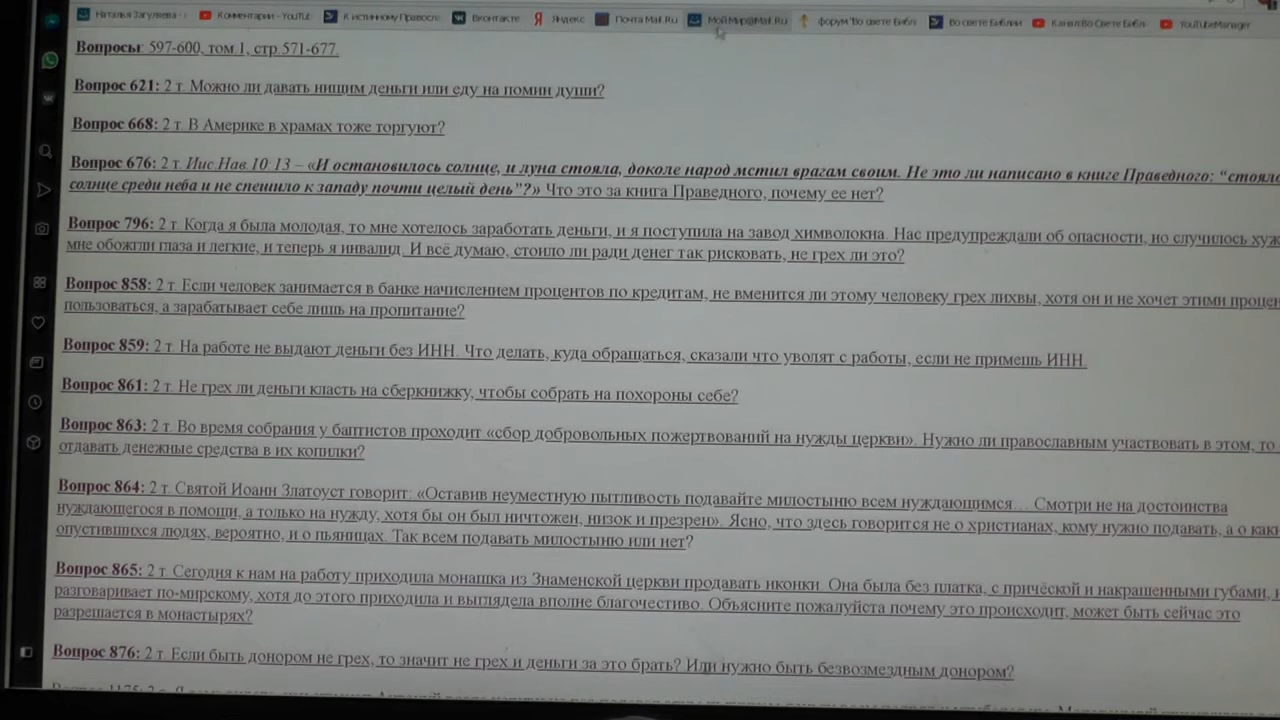 Наталья Загуляева -
Комментарии - YouTub
К истинному Правосла
Вконтакте
Яндекс
Почта Mail.Ru
Мой Мир@Mail.Ru
форум "Во свете Библ
Во свете Библии
Канал:Во Свете Библи
YouTubeManager
Вопросы: 597-600, том 1, стр.571-677.
Вопрос 621: 2 т. Можно ли давать нищим деньги или еду на помин души?
Вопрос 668: 2 т. В Америке в храмах тоже торгуют?
Вопрос 676: 2 т. Иис.Нав.10:13 – «И остановилось солнце, и луна стояла, доколе народ мстил врагам своим. Не это ли написано в книге Праведного: “стояло
солнце среди неба и не спешило к западу почти целый день”?» Что это за книга Праведного, почему ее нет?
Вопрос 796: 2 т. Когда я была молодая, то мне хотелось заработать деньги, и я поступила на завод химволокна. Нас предупреждали об опасности, но случилось хуж
мне обожгли глаза и легкие, и теперь я инвалид. И всё думаю, стоило ли ради денег так рисковать, не грех ли это?
Вопрос 858: 2 т. Если человек занимается в банке начислением процентов по кредитам, не вменится ли этому человеку грех лихвы, хотя он и не хочет этими процен
пользоваться, а зарабатывает себе лишь на пропитание?
Вопрос 859: 2 т. На работе не выдают деньги без ИНН. Что делать, куда обращаться, сказали что уволят с работы, если не примешь ИНН.
Вопрос 861: 2 т. Не грех ли деньги класть на сберкнижку, чтобы собрать на похороны себе?
Вопрос 863: 2 т. Во время собрания у баптистов проходит «сбор добровольных пожертвований на нужды церкви». Нужно ли православным участвовать в этом, то
отдавать денежные средства в их копилки?
Вопрос 864: 2 т. Святой Иоанн Златоуст говорит: «Оставив неуместную пытливость подавайте милостыню всем нуждающимся… Смотри не на достоинства
нуждающегося в помощи, а только на нужду, хотя бы он был ничтожен, низок и презрен». Ясно, что здесь говорится не о христианах, кому нужно подавать, а о каки
опустившихся людях, вероятно, и о пьяницах. Так всем подавать милостыню или нет?
Вопрос 865: 2 т. Сегодня к нам на работу приходила монашка из Знаменской церкви продавать иконки. Она была без платка, с причёской и накрашенными губами,
разговаривает по-мирскому, хотя до этого приходила и выглядела вполне благочестиво. Объясните пожалуйста почему это происходит, может быть сейчас это
разрешается в монастырях?
Вопрос 876: 2 т. Если быть донором не грех, то значит не грех и деньги за это брать? Или нужно быть безвозмездным донором?